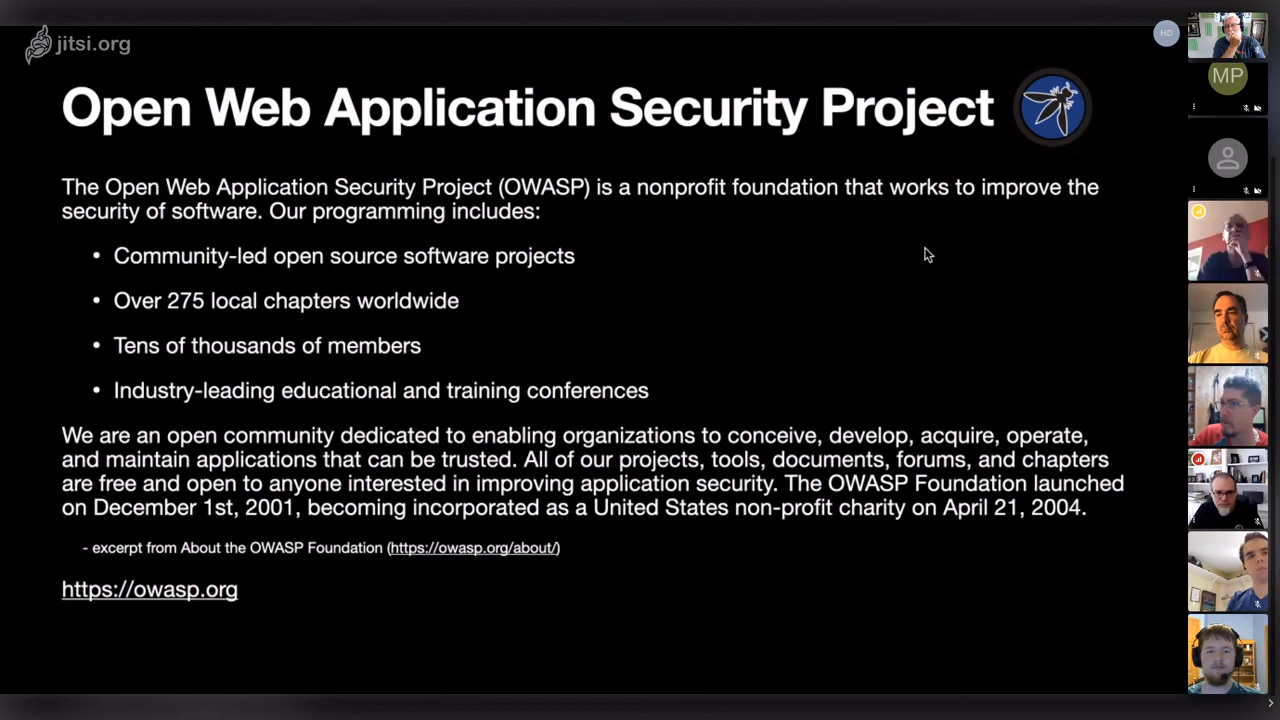 jitsi.org
HD
MP
Open Web Application Security Project
The Open Web Application Security Project (OWASP) is a nonprofit foundation that works to improve the
security of software. Our programming includes:
• Community-led open source software projects
• Over 275 local chapters worldwide
• Tens of thousands of members
• Industry-leading educational and training conferences
We are an open community dedicated to enabling organizations to conceive, develop, acquire, operate,
and maintain applications that can be trusted. All of our projects, tools, documents, forums, and chapters
are free and open to anyone interested in improving application security. The OWASP Foundation launched
on December 1st, 2001, becoming incorporated as a United States non-profit charity on April 21, 2004.
- excerpt from About the OWASP Foundation (https://owasp.org/about/)
https://owasp.org